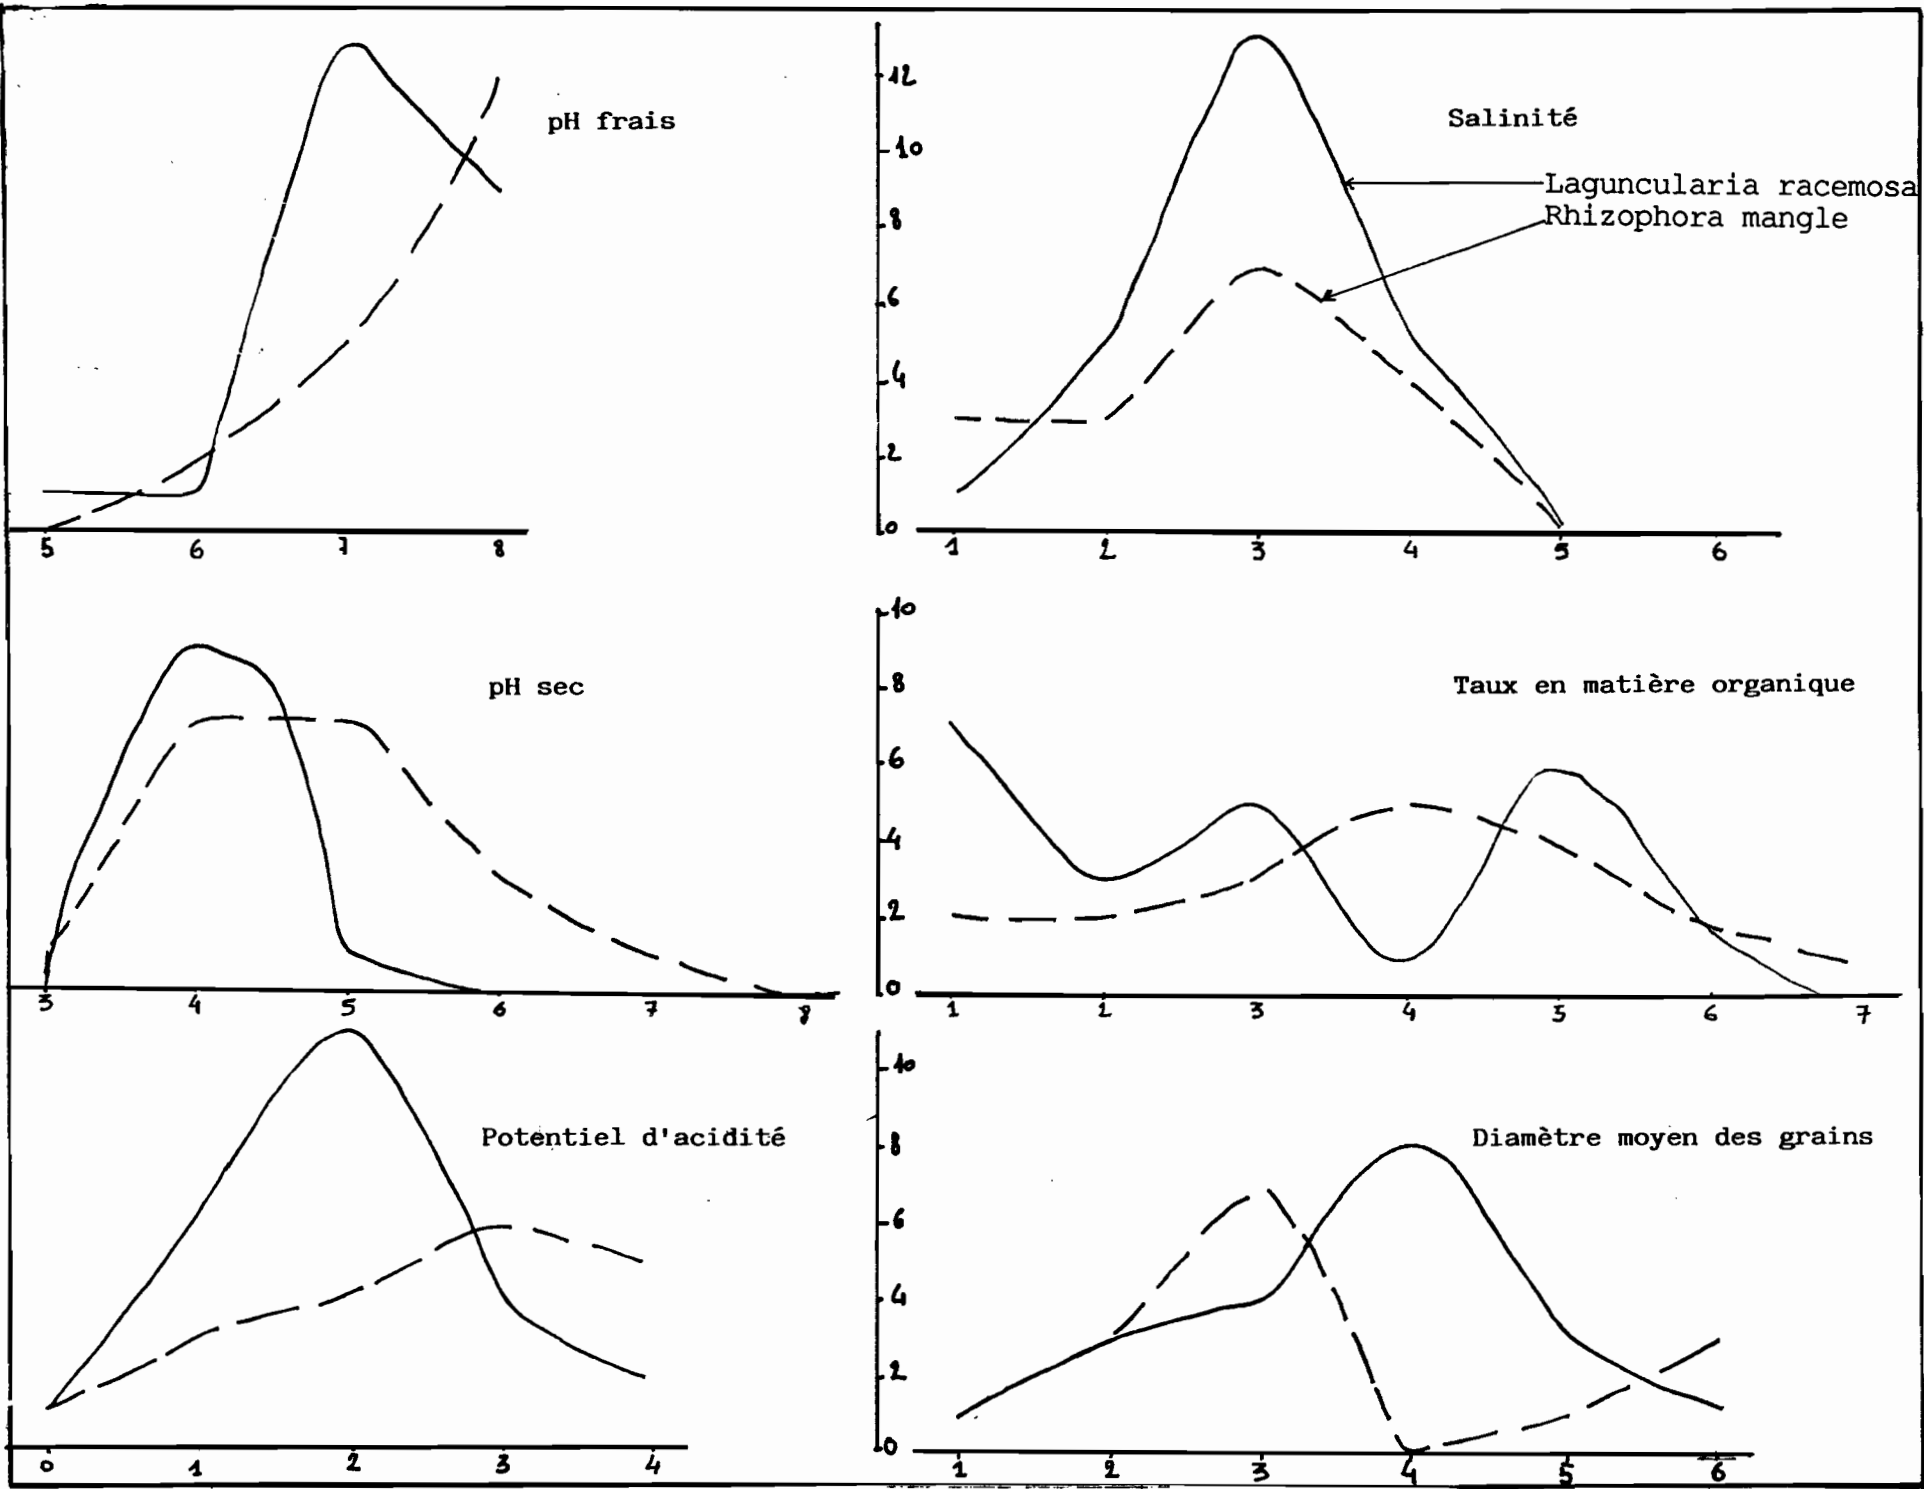 pH frais
5 6 7 8
12
10
8
6
4
2
0
Salinité
Laguncularia racemosa
Rhizophora mangle
1 2 3 4 5 6
pH sec
3 4 5 6 7 8
10
8
6
4
2
0
Taux en matière organique
1 2 3 4 5 6 7
Potentiel d'acidité
0 1 2 3 4
10
8
6
4
2
0
Diamètre moyen des grains
1 2 3 4 5 6